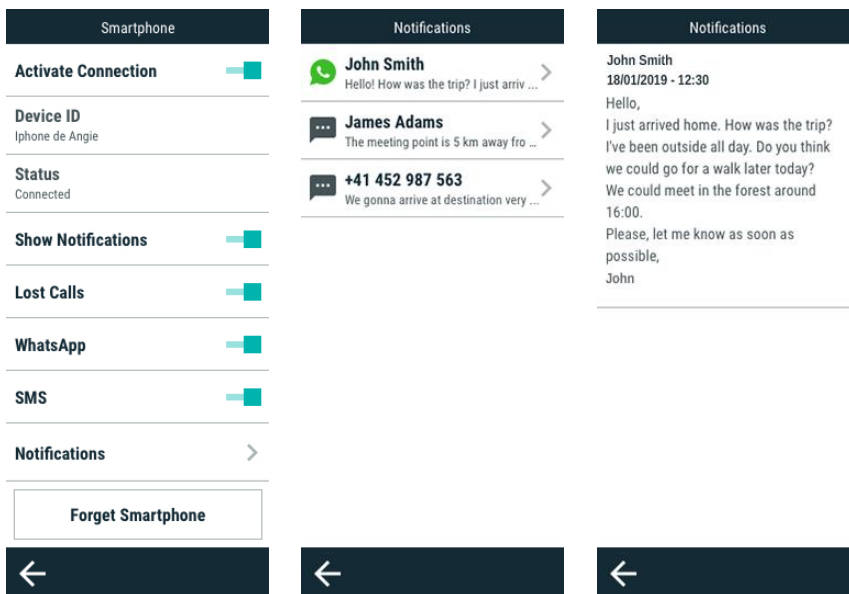 Smartphone
Activate Connection
Device ID
Iphone de Angie
Status
Connected
Show Notifications
Lost Calls
WhatsApp
SMS
Notifications
Forget Smartphone
Notifications
John Smith
Hello! How was the trip? I just arriv ...
James Adams
The meeting point is 5 km away fro ...
+41 452 987 563
We gonna arrive at destination very ...
Notifications
John Smith
18/01/2019 - 12:30
Hello,
I just arrived home. How was the trip?
I've been outside all day. Do you think
we could go for a walk later today?
We could meet in the forest around
16:00.
Please, let me know as soon as
possible,
John